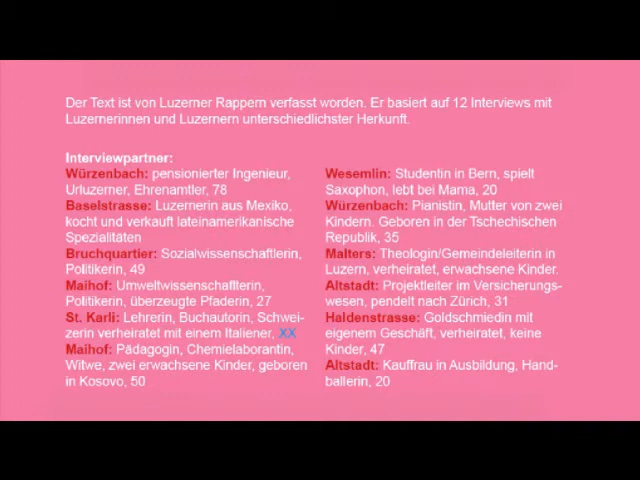 Der Text ist von Luzerner Rappern verfasst worden. Er basiert auf 12 Interviews mit
Luzernerinnen und Luzernern unterschiedlichster Herkunft.
Interviewpartner:
Würzenbach: pensionierter Ingenieur,
Urluzerner, Ehrenamtler, 78
Baselstrasse: Luzernerin aus Mexiko,
kocht und verkauft lateinamerikanische
Spezialitäten
Bruchquartier: Sozialwissenschaftlerin,
Politikerin, 49
Maihof: Umweltwissenschaftlerin,
Politikerin, überzeugte Pfaderin, 27
St. Karli: Lehrerin, Buchautorin, Schwei-
zerin verheiratet mit einem Italiener, XX
Maihof: Pädagogin, Chemielaborantin,
Witwe, zwei erwachsene Kinder, geboren
in Kosovo, 50
Wesemlin: Studentin in Bern, spielt
Saxophon, lebt bei Mama, 20
Würzenbach: Pianistin, Mutter von zwei
Kindern. Geboren in der Tschechischen
Republik, 35
Malters: Theologin/Gemeindeleiterin in
Luzern, verheiratet, erwachsene Kinder.
Altstadt: Projektleiter im Versicherungs-
wesen, pendelt nach Zürich, 31
Haldenstrasse: Goldschmiedin mit
eigenem Geschäft, verheiratet, keine
Kinder, 47
Altstadt: Kauffrau in Ausbildung, Hand-
ballerin, 20